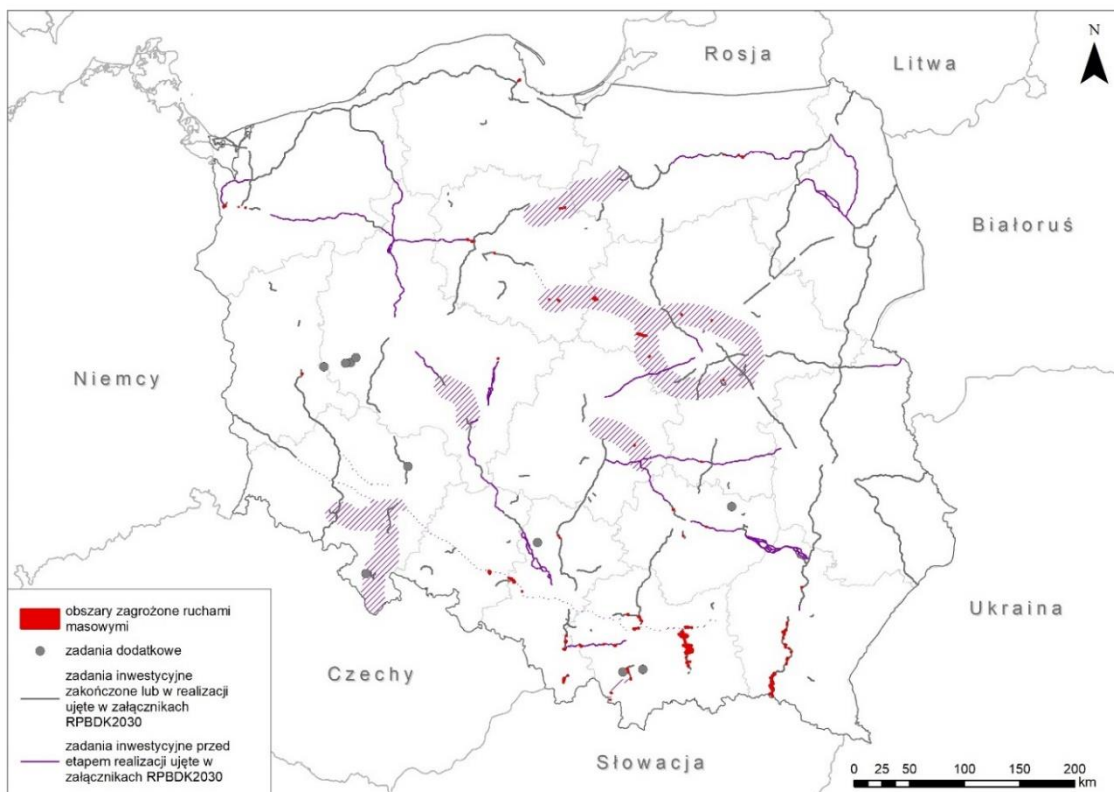 Rosja
Litwa
N
Białoruś
Niemcy
Ukraina
Czechy
Słowacja
obszary zagrożone ruchami
masowymi
zadania dodatkowe
zadania inwestycyjne
zakończone lub w realizacji
ujęte w załącznikach
RPBDK2030
zadania inwestycyjne przed
etapem realizacji ujęte w
załącznikach RPBDK2030
0 25 50 100 150 200
km